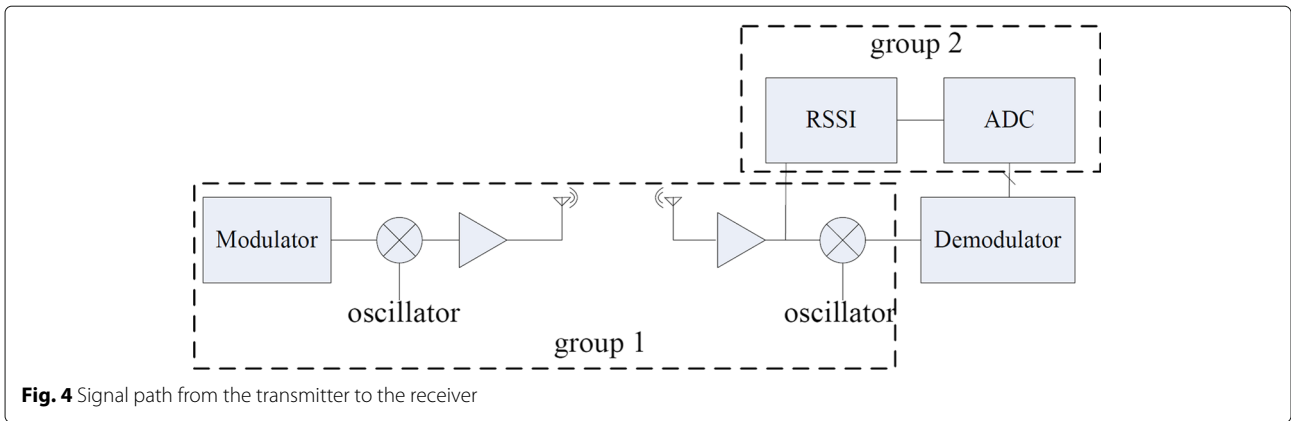 group 2
RSSI
ADC
Modulator
Demodulator
oscillator
oscillator
group 1
Fig. 4 Signal path from the transmitter to the receiver